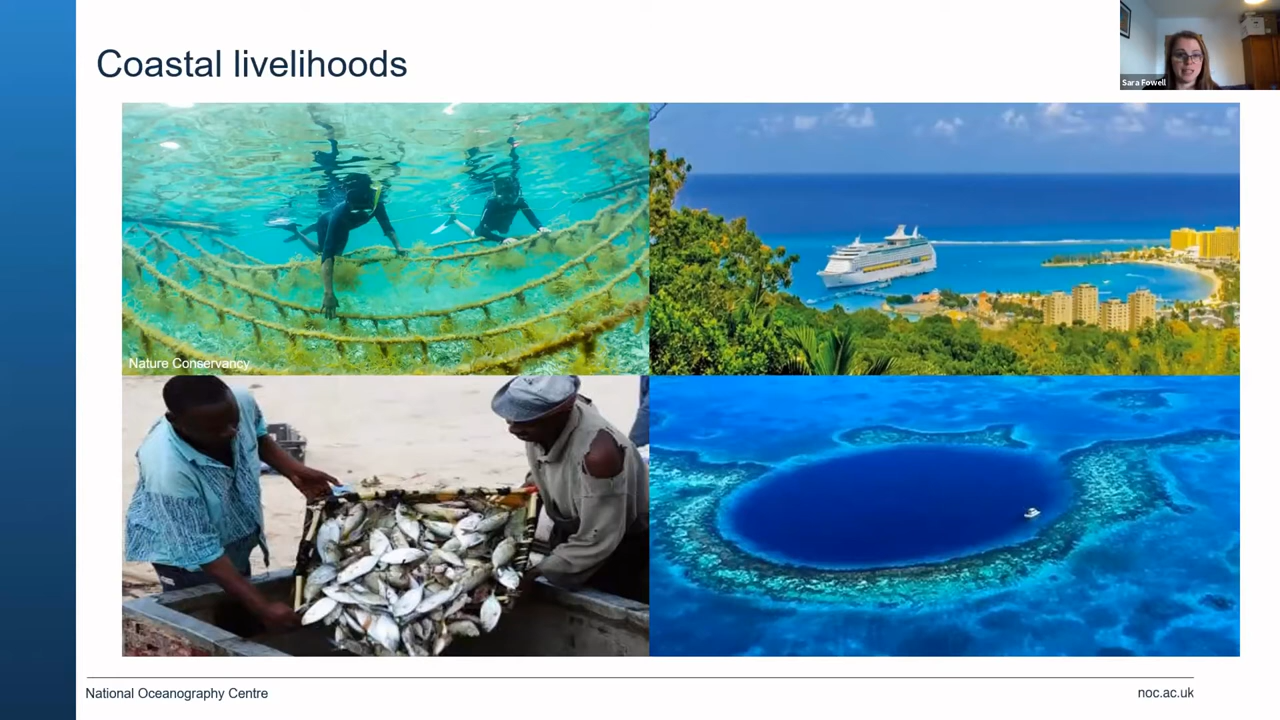 Coastal livelihoods
Sara Fowell
Nature Conservancy
National Oceanography Centre
noc.ac.uk